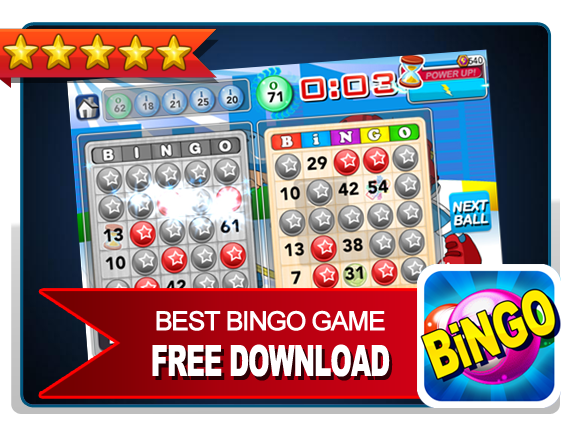 640
POWER UP!
O 62 I 18 I 21 I 25 I 20
O 71
0:03
B I N G O
B i N G O
29
10 42 54
NEXT
BALL
13 61
13 38
10
7 31
42
BEST BINGO GAME
FREE DOWNLOAD
BiNGO